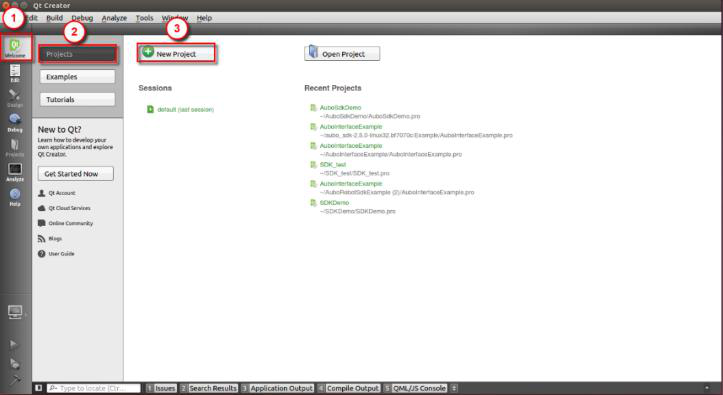 Qt Creator
1
2
3
Edit Build Debug Analyze Tools Window Help
Welcome
Edit
Design
Debug
Projects
Analyze
Help
Projects
Examples
Tutorials
New to Qt?
Learn how to develop your
own applications and explore
Qt Creator.
Get Started Now
Qt Account
Qt Cloud Services
Online Community
Blogs
User Guide
New Project
Open Project
Sessions
default (last session)
Recent Projects
AuboSdkDemo
~/AuboSdkDemo/AuboSdkDemo.pro
AuboInterfaceExample
~/aubo_sdk-2.8.0-linux32.bf7070c/Example/AuboInterfaceExample.pro
AuboInterfaceExample
~/AuboInterfaceExample/AuboInterfaceExample.pro
SDK_test
~/SDK_test/SDK_test.pro
AuboInterfaceExample
~/AuboRobotSdkExample (2)/AuboInterfaceExample.pro
SDKDemo
~/SDKDemo/SDKDemo.pro
Type to locate (Ctr...
1 Issues 2 Search Results 3 Application Output 4 Compile Output 5 QML/JS Console